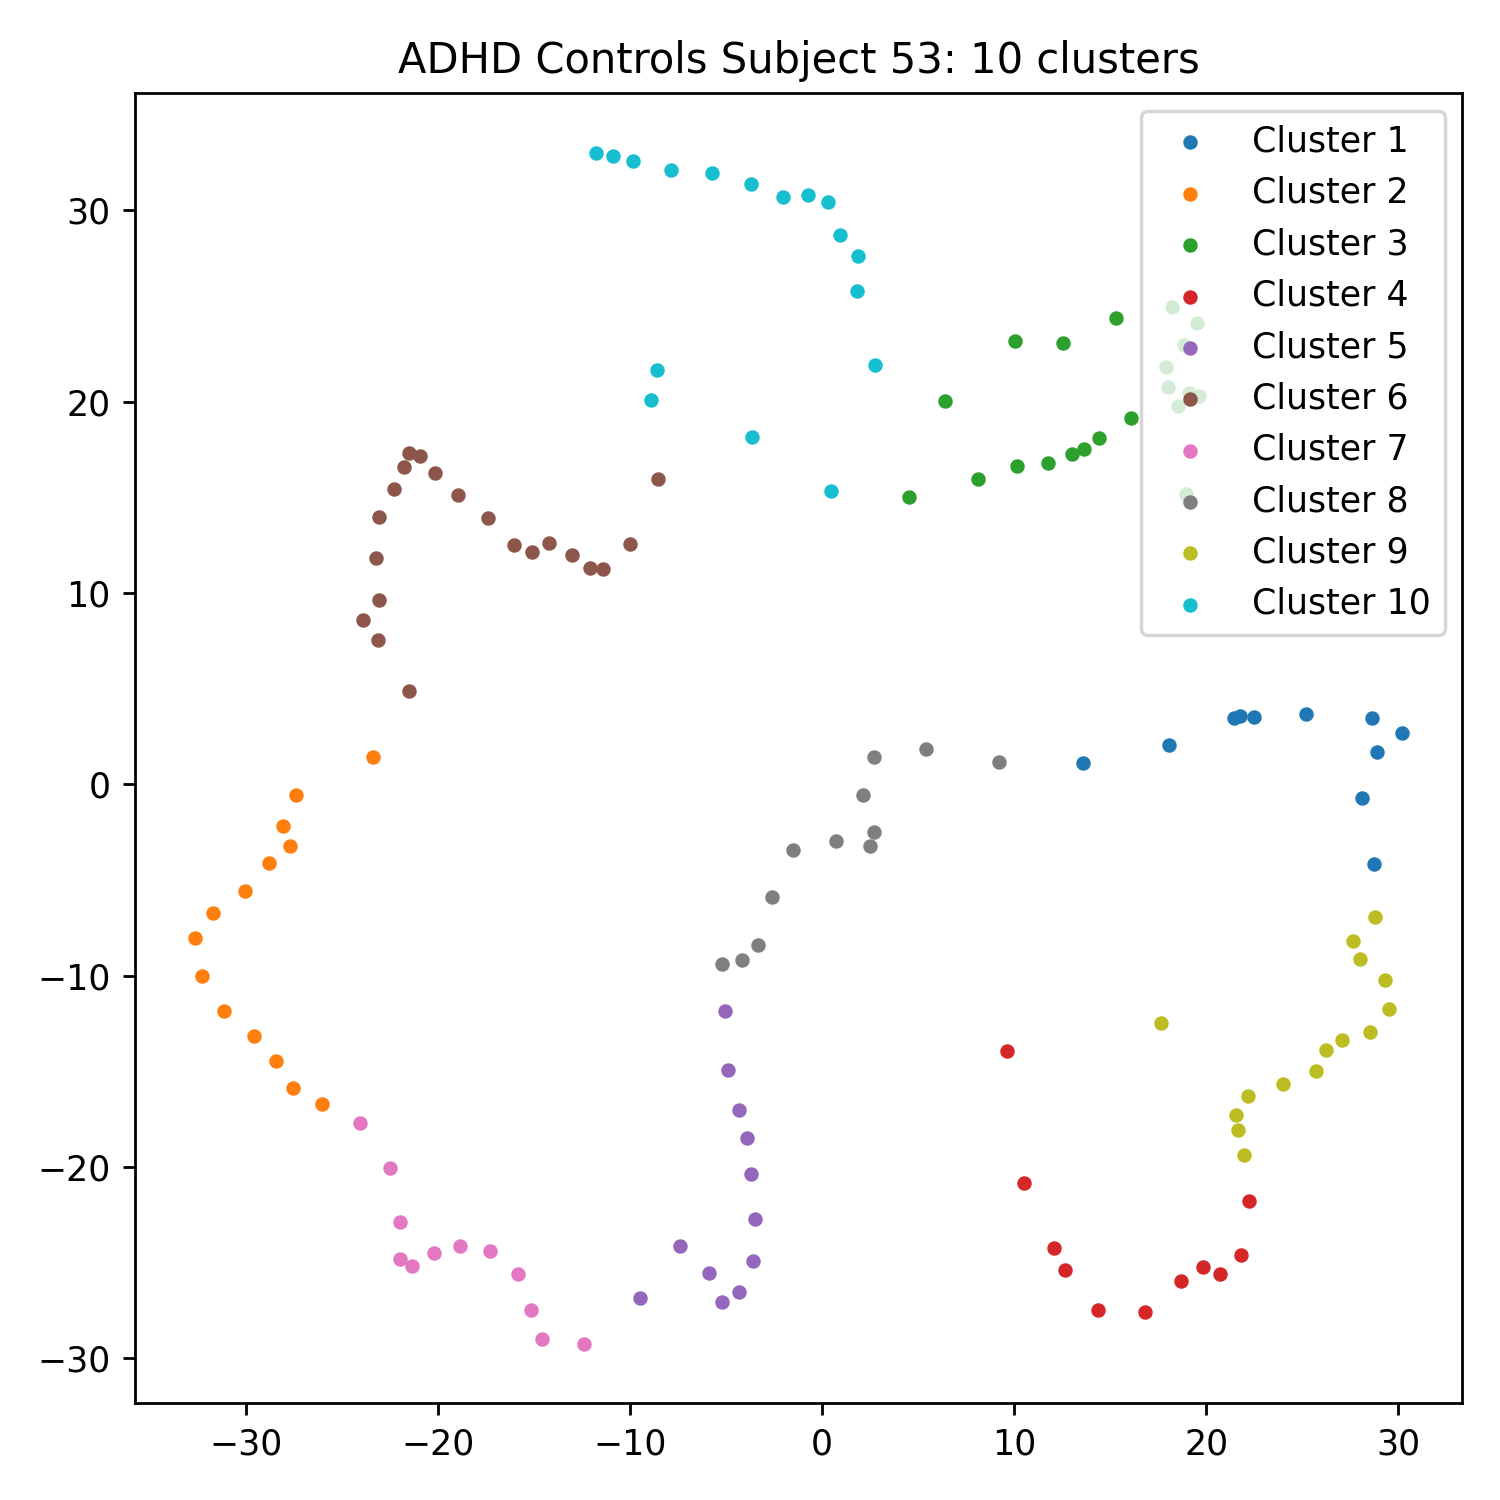 ADHD Controls Subject 53: 10 clusters
Cluster 1
Cluster 2
Cluster 3
Cluster 4
Cluster 5
Cluster 6
Cluster 7
Cluster 8
Cluster 9
Cluster 10
30
20
10
0
−10
−20
−30
−30 −20 −10 0 10 20 30